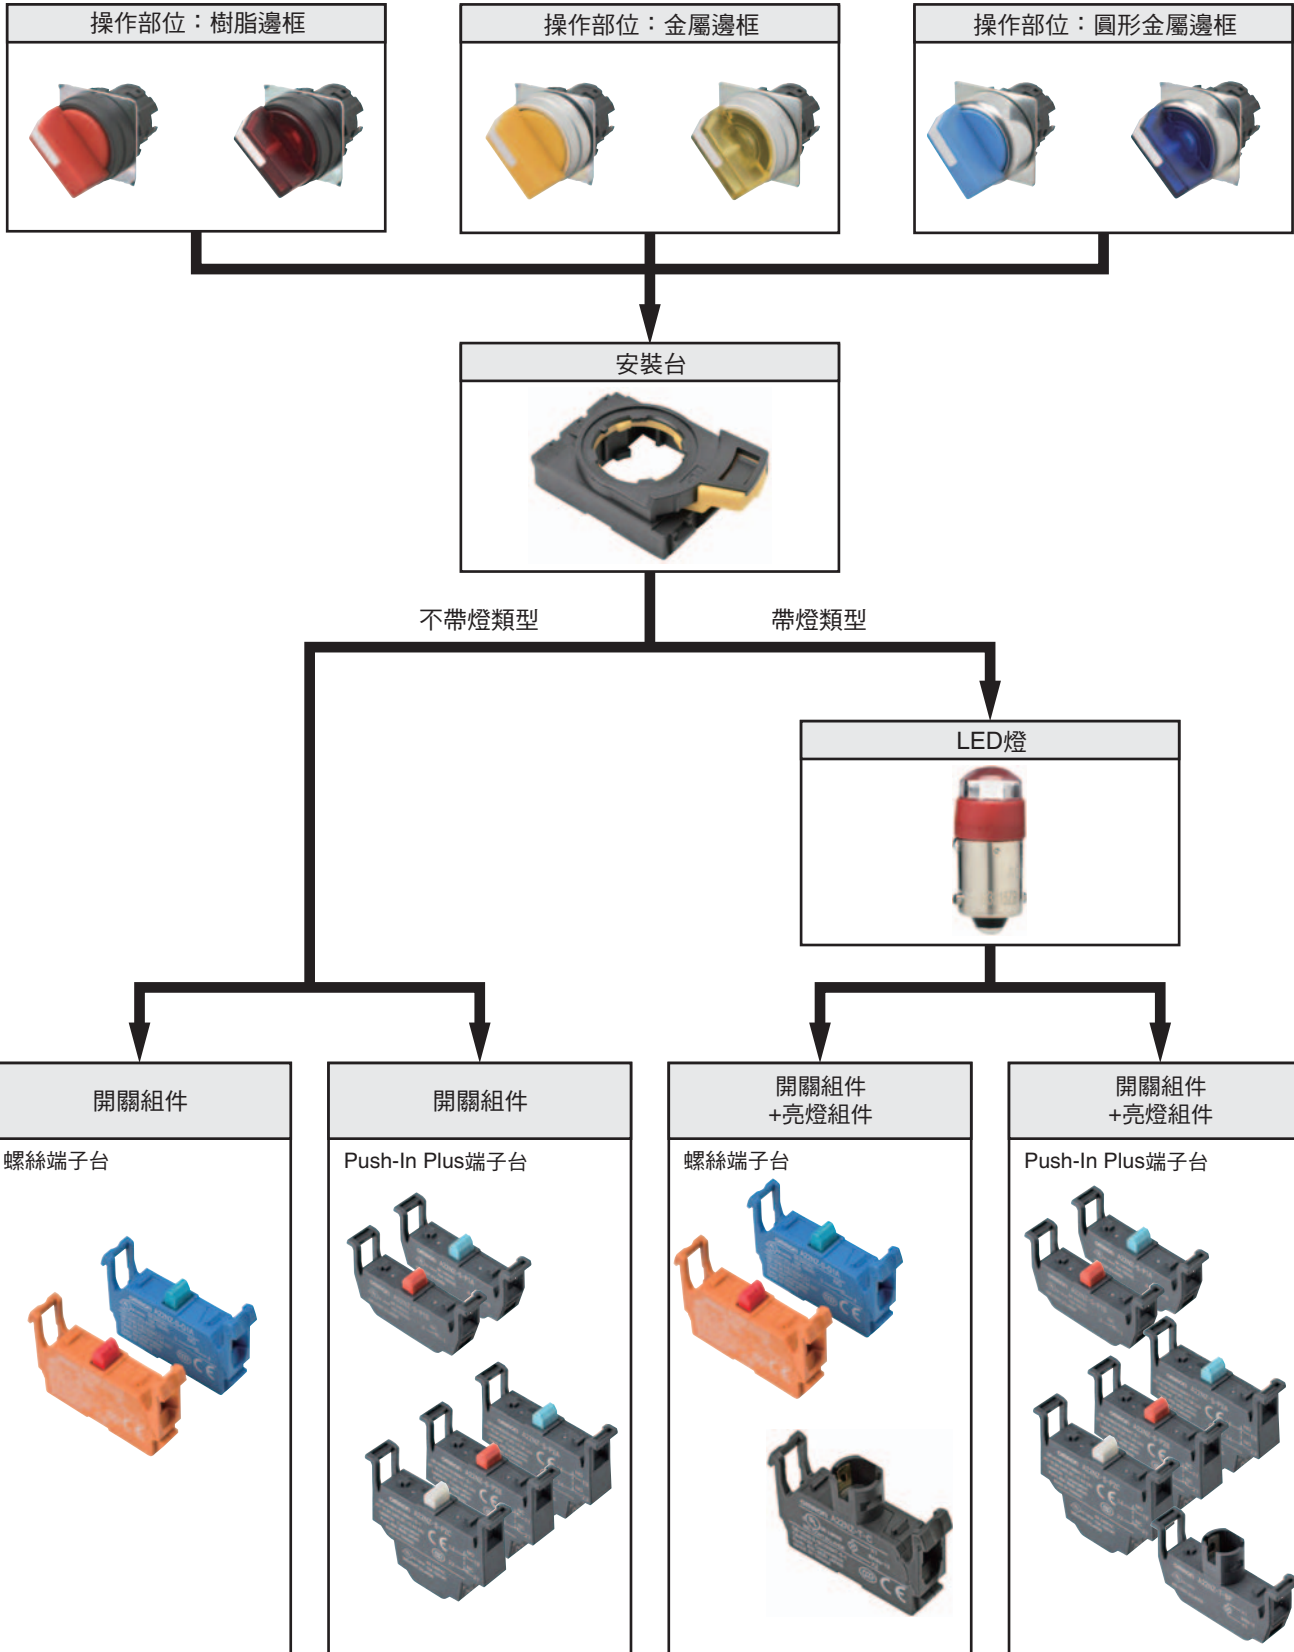 操作部位：樹脂邊框
操作部位：金屬邊框
操作部位：圓形金屬邊框
安裝台
不帶燈類型
帶燈類型
LED燈
開關組件
開關組件
開關組件
+亮燈組件
開關組件
+亮燈組件
螺絲端子台
Push-In Plus端子台
螺絲端子台
Push-In Plus端子台